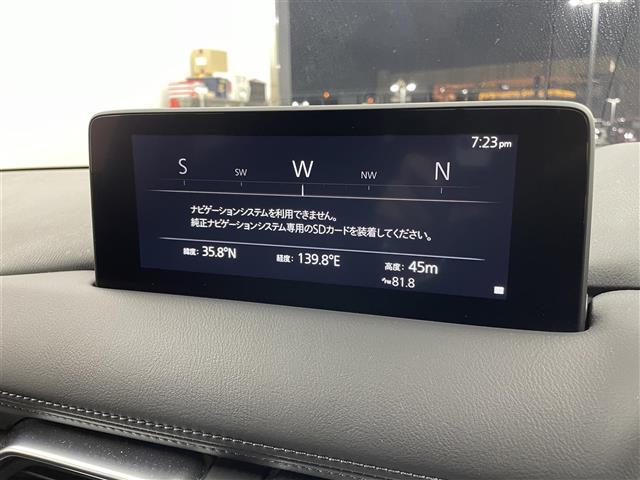 7:23pm
S SW W NW N
ナビゲーションシステムを利用できません。
純正ナビゲーションシステム専用のSDカードを装着してください。
緯度: 35.8°N 経度: 139.8°E 高度: 45m
FM 81.8